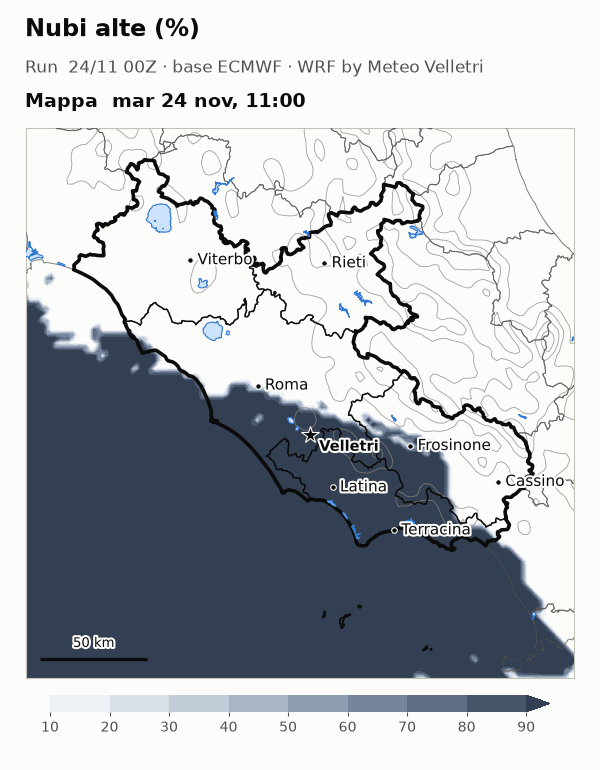 Nubi alte (%)
Run 24/11 00Z · base ECMWF · WRF by Meteo Velletri
Mappa mar 24 nov, 11:00
Viterbo
Rieti
Roma
Velletri
Frosinone
Cassino
Latina
Terracina
50 km
10 20 30 40 50 60 70 80 90